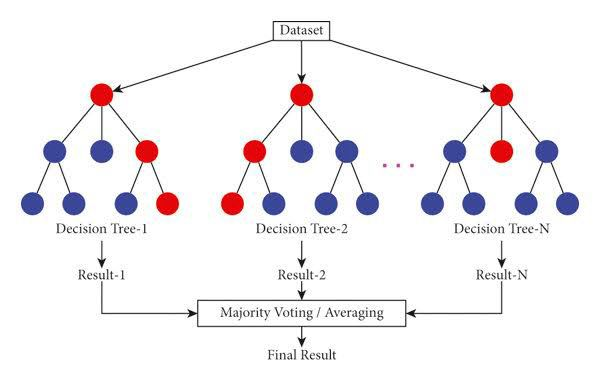 Dataset
Decision Tree-1
Decision Tree-2
Decision Tree-N
Result-1
Result-2
Result-N
Majority Voting / Averaging
Final Result